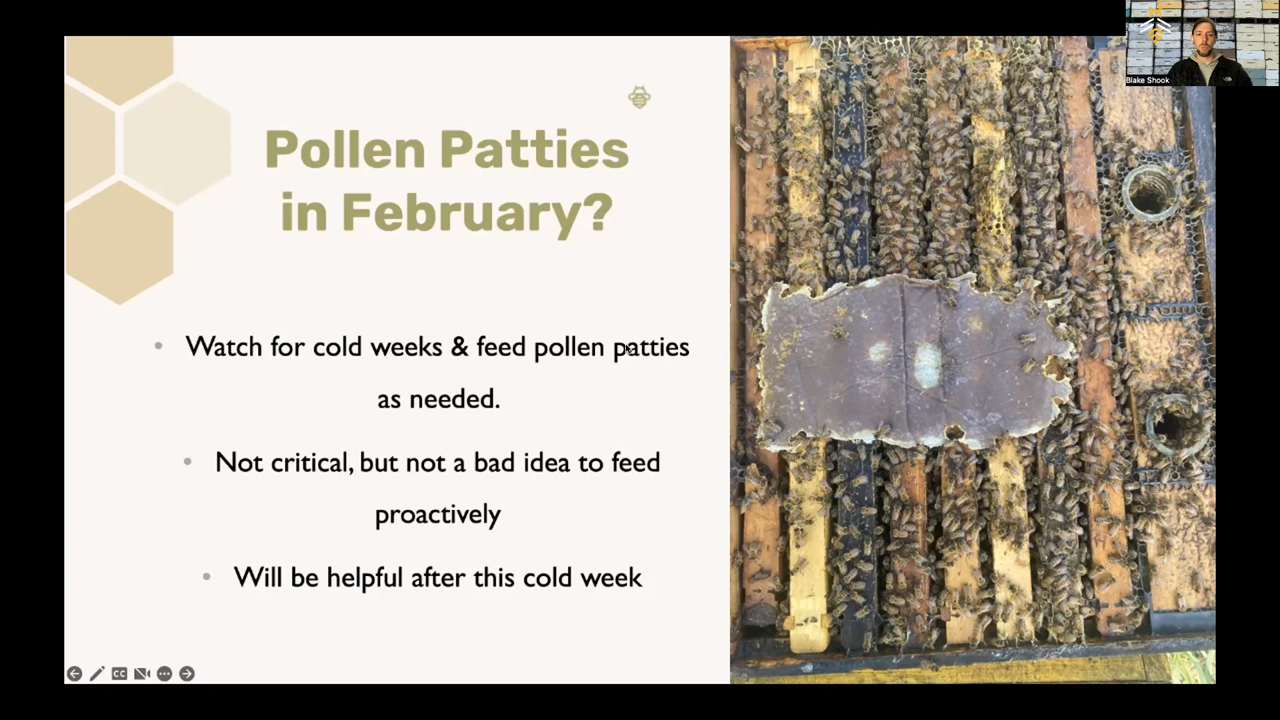 Blake Shook
Pollen Patties
in February?
• Watch for cold weeks & feed pollen patties
as needed.
• Not critical, but not a bad idea to feed
proactively
• Will be helpful after this cold week
CC